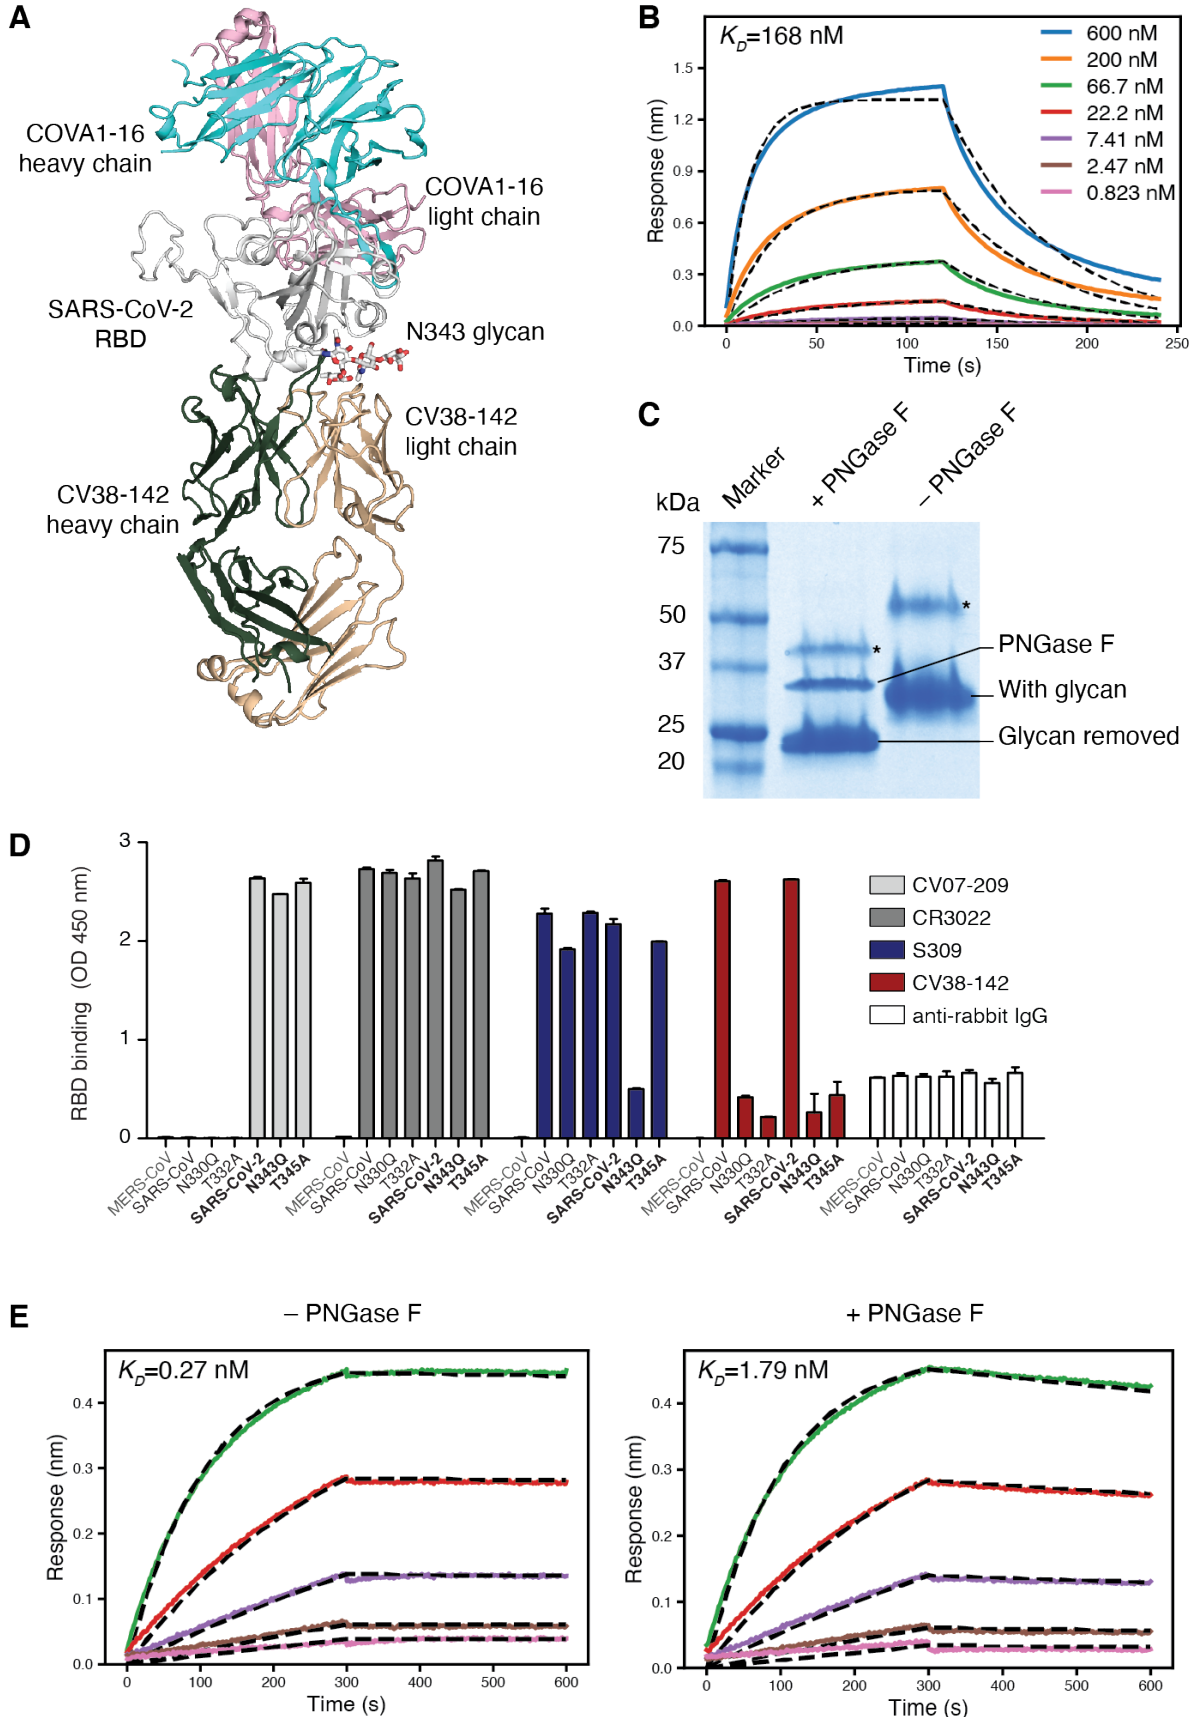 A
COVA1-16
heavy chain
COVA1-16
light chain
SARS-CoV-2
RBD
N343 glycan
CV38-142
light chain
CV38-142
heavy chain
B
K_D=168 nM
600 nM
200 nM
66.7 nM
22.2 nM
7.41 nM
2.47 nM
0.823 nM
Response (nm)
1.5
1.2
0.9
0.6
0.3
0.0
0 50 100 150 200 250
Time (s)
C
kDa
Marker
+ PNGase F
– PNGase F
75
50
37
25
20
*
*
PNGase F
With glycan
Glycan removed
D
RBD binding (OD 450 nm)
3
2
1
0
CV07-209
CR3022
S309
CV38-142
anti-rabbit IgG
MERS-CoV
SARS-CoV
N330Q
T332A
SARS-CoV-2
N343Q
T345A
MERS-CoV
SARS-CoV
N330Q
T332A
SARS-CoV-2
N343Q
T345A
MERS-CoV
SARS-CoV
N330Q
T332A
SARS-CoV-2
N343Q
T345A
MERS-CoV
SARS-CoV
N330Q
T332A
SARS-CoV-2
N343Q
T345A
MERS-CoV
SARS-CoV
N330Q
T332A
SARS-CoV-2
N343Q
T345A
E
– PNGase F
K_D=0.27 nM
Response (nm)
0.4
0.3
0.2
0.1
0.0
0 100 200 300 400 500 600
Time (s)
+ PNGase F
K_D=1.79 nM
Response (nm)
0.4
0.3
0.2
0.1
0.0
0 100 200 300 400 500 600
Time (s)